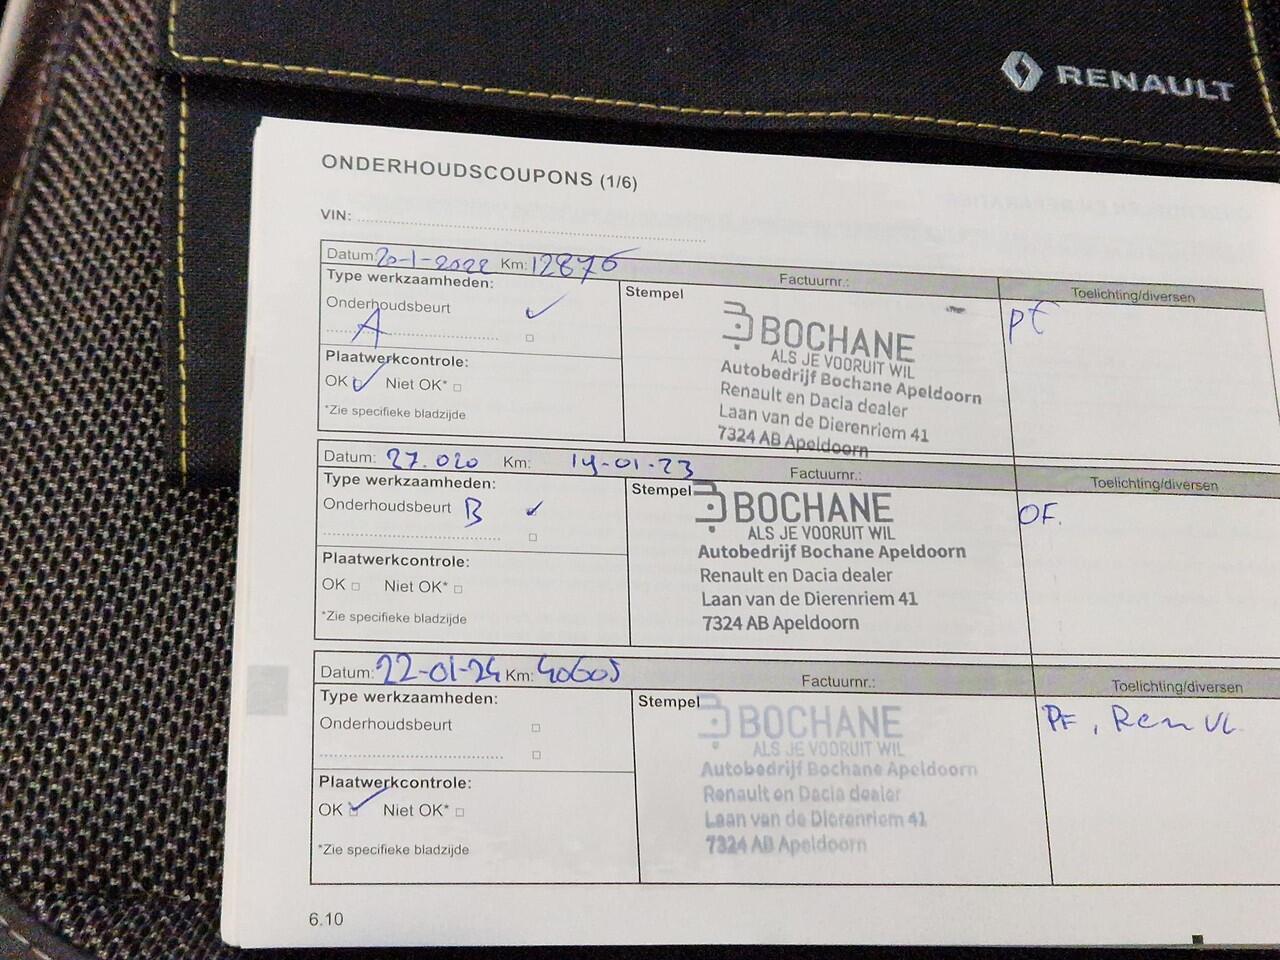 RENAULT
ONDERHOUDSCOUPONS (1/6)
VIN:
Datum: 20-1-2022 Km: 12876 Factuurnr.: Toelichting/diversen
Type werkzaamheden:
Stempel
Onderhoudsbeurt
A
Plaatwerkcontrole:
OK Niet OK*
*Zie specifieke bladzijde
BOCHANE
ALS JE VOORUIT WIL
Autobedrijf Bochane Apeldoorn
Renault en Dacia dealer
Laan van de Dierenriem 41
7324 AB Apeldoorn
PF
Datum: 27.020 Km: 19-01-23 Factuurnr.: Toelichting/diversen
Type werkzaamheden:
Stempel
Onderhoudsbeurt B
Plaatwerkcontrole:
OK Niet OK*
*Zie specifieke bladzijde
BOCHANE
ALS JE VOORUIT WIL
Autobedrijf Bochane Apeldoorn
Renault en Dacia dealer
Laan van de Dierenriem 41
7324 AB Apeldoorn
OF.
Datum: 22-01-24 Km: 40605 Factuurnr.: Toelichting/diversen
Type werkzaamheden:
Stempel
Onderhoudsbeurt
Plaatwerkcontrole:
OK Niet OK*
*Zie specifieke bladzijde
BOCHANE
ALS JE VOORUIT WIL
Autobedrijf Bochane Apeldoorn
Renault en Dacia dealer
Laan van de Dierenriem 41
7324 AB Apeldoorn
PF, Rem VL
6.10